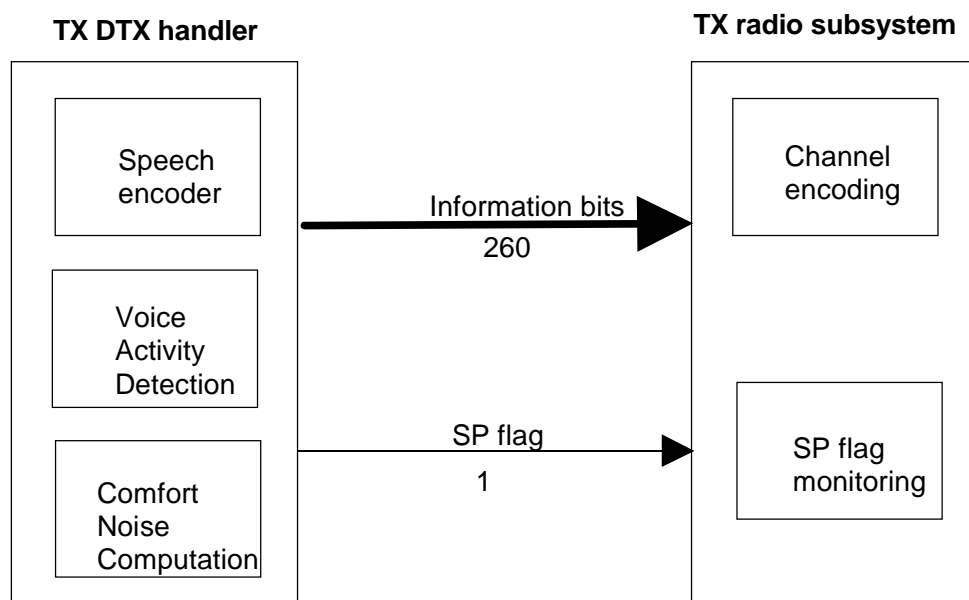 TX DTX handler
TX radio subsystem
Speech
encoder
Channel
encoding
Information bits
260
Voice
Activity
Detection
SP flag
1
SP flag
monitoring
Comfort
Noise
Computation